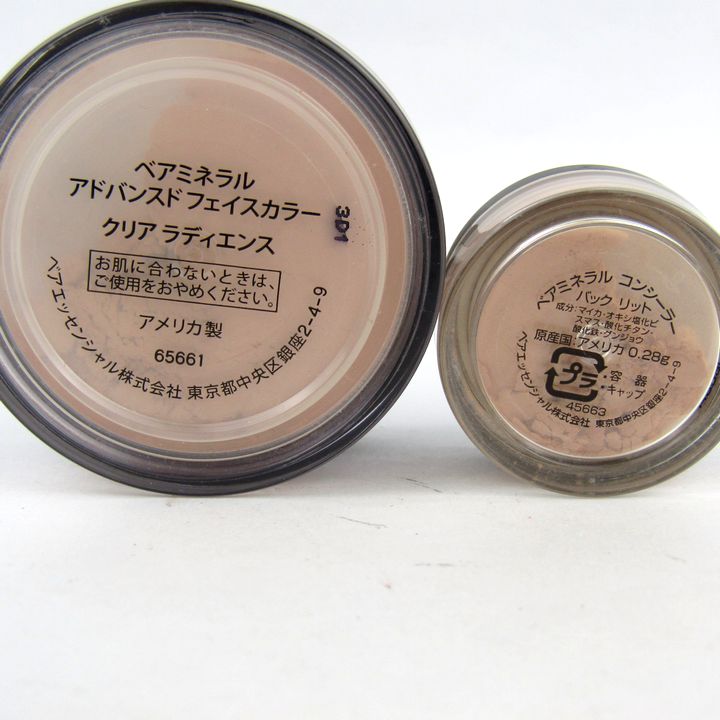 ベアミネラル
アドバンスド フェイスカラー
クリア ラディエンス
お肌に合わないときは、
ご使用をおやめください。
アメリカ製
65661
ベアエッセンシャル株式会社 東京都中央区銀座2-4-9
3D1
ベアミネラル コンシーラー
バック リット
成分:マイカ・オキシ塩化ビ
スマス・酸化チタン・
酸化鉄・グンジョウ
原産国:アメリカ 0.28g
プラ
・容器
・キャップ
45663
ベアエッセンシャル株式会社 東京都中央区銀座2-4-9